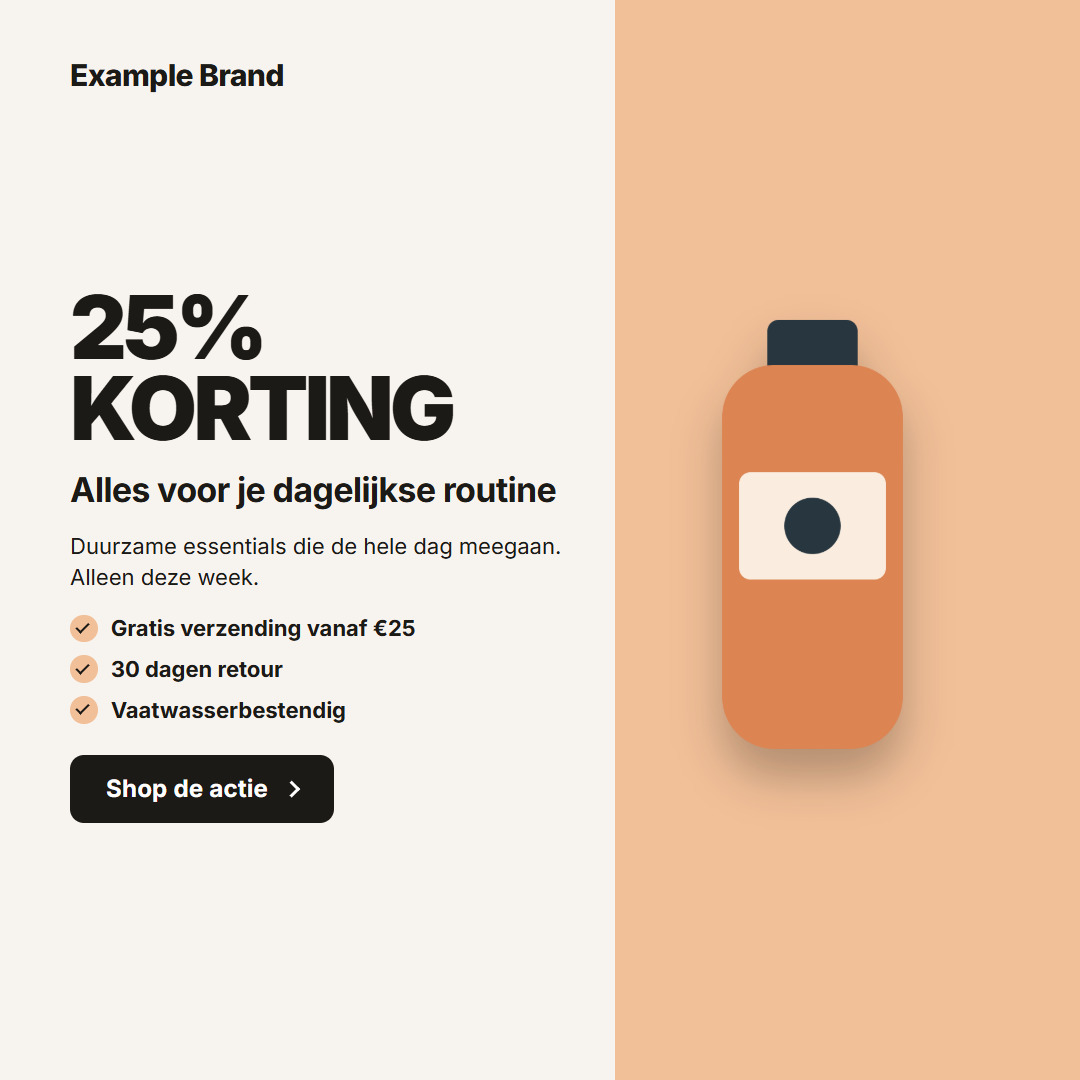 Example Brand
25%
KORTING
Alles voor je dagelijkse routine
Duurzame essentials die de hele dag meegaan.
Alleen deze week.
Gratis verzending vanaf €25
30 dagen retour
Vaatwasserbestendig
Shop de actie